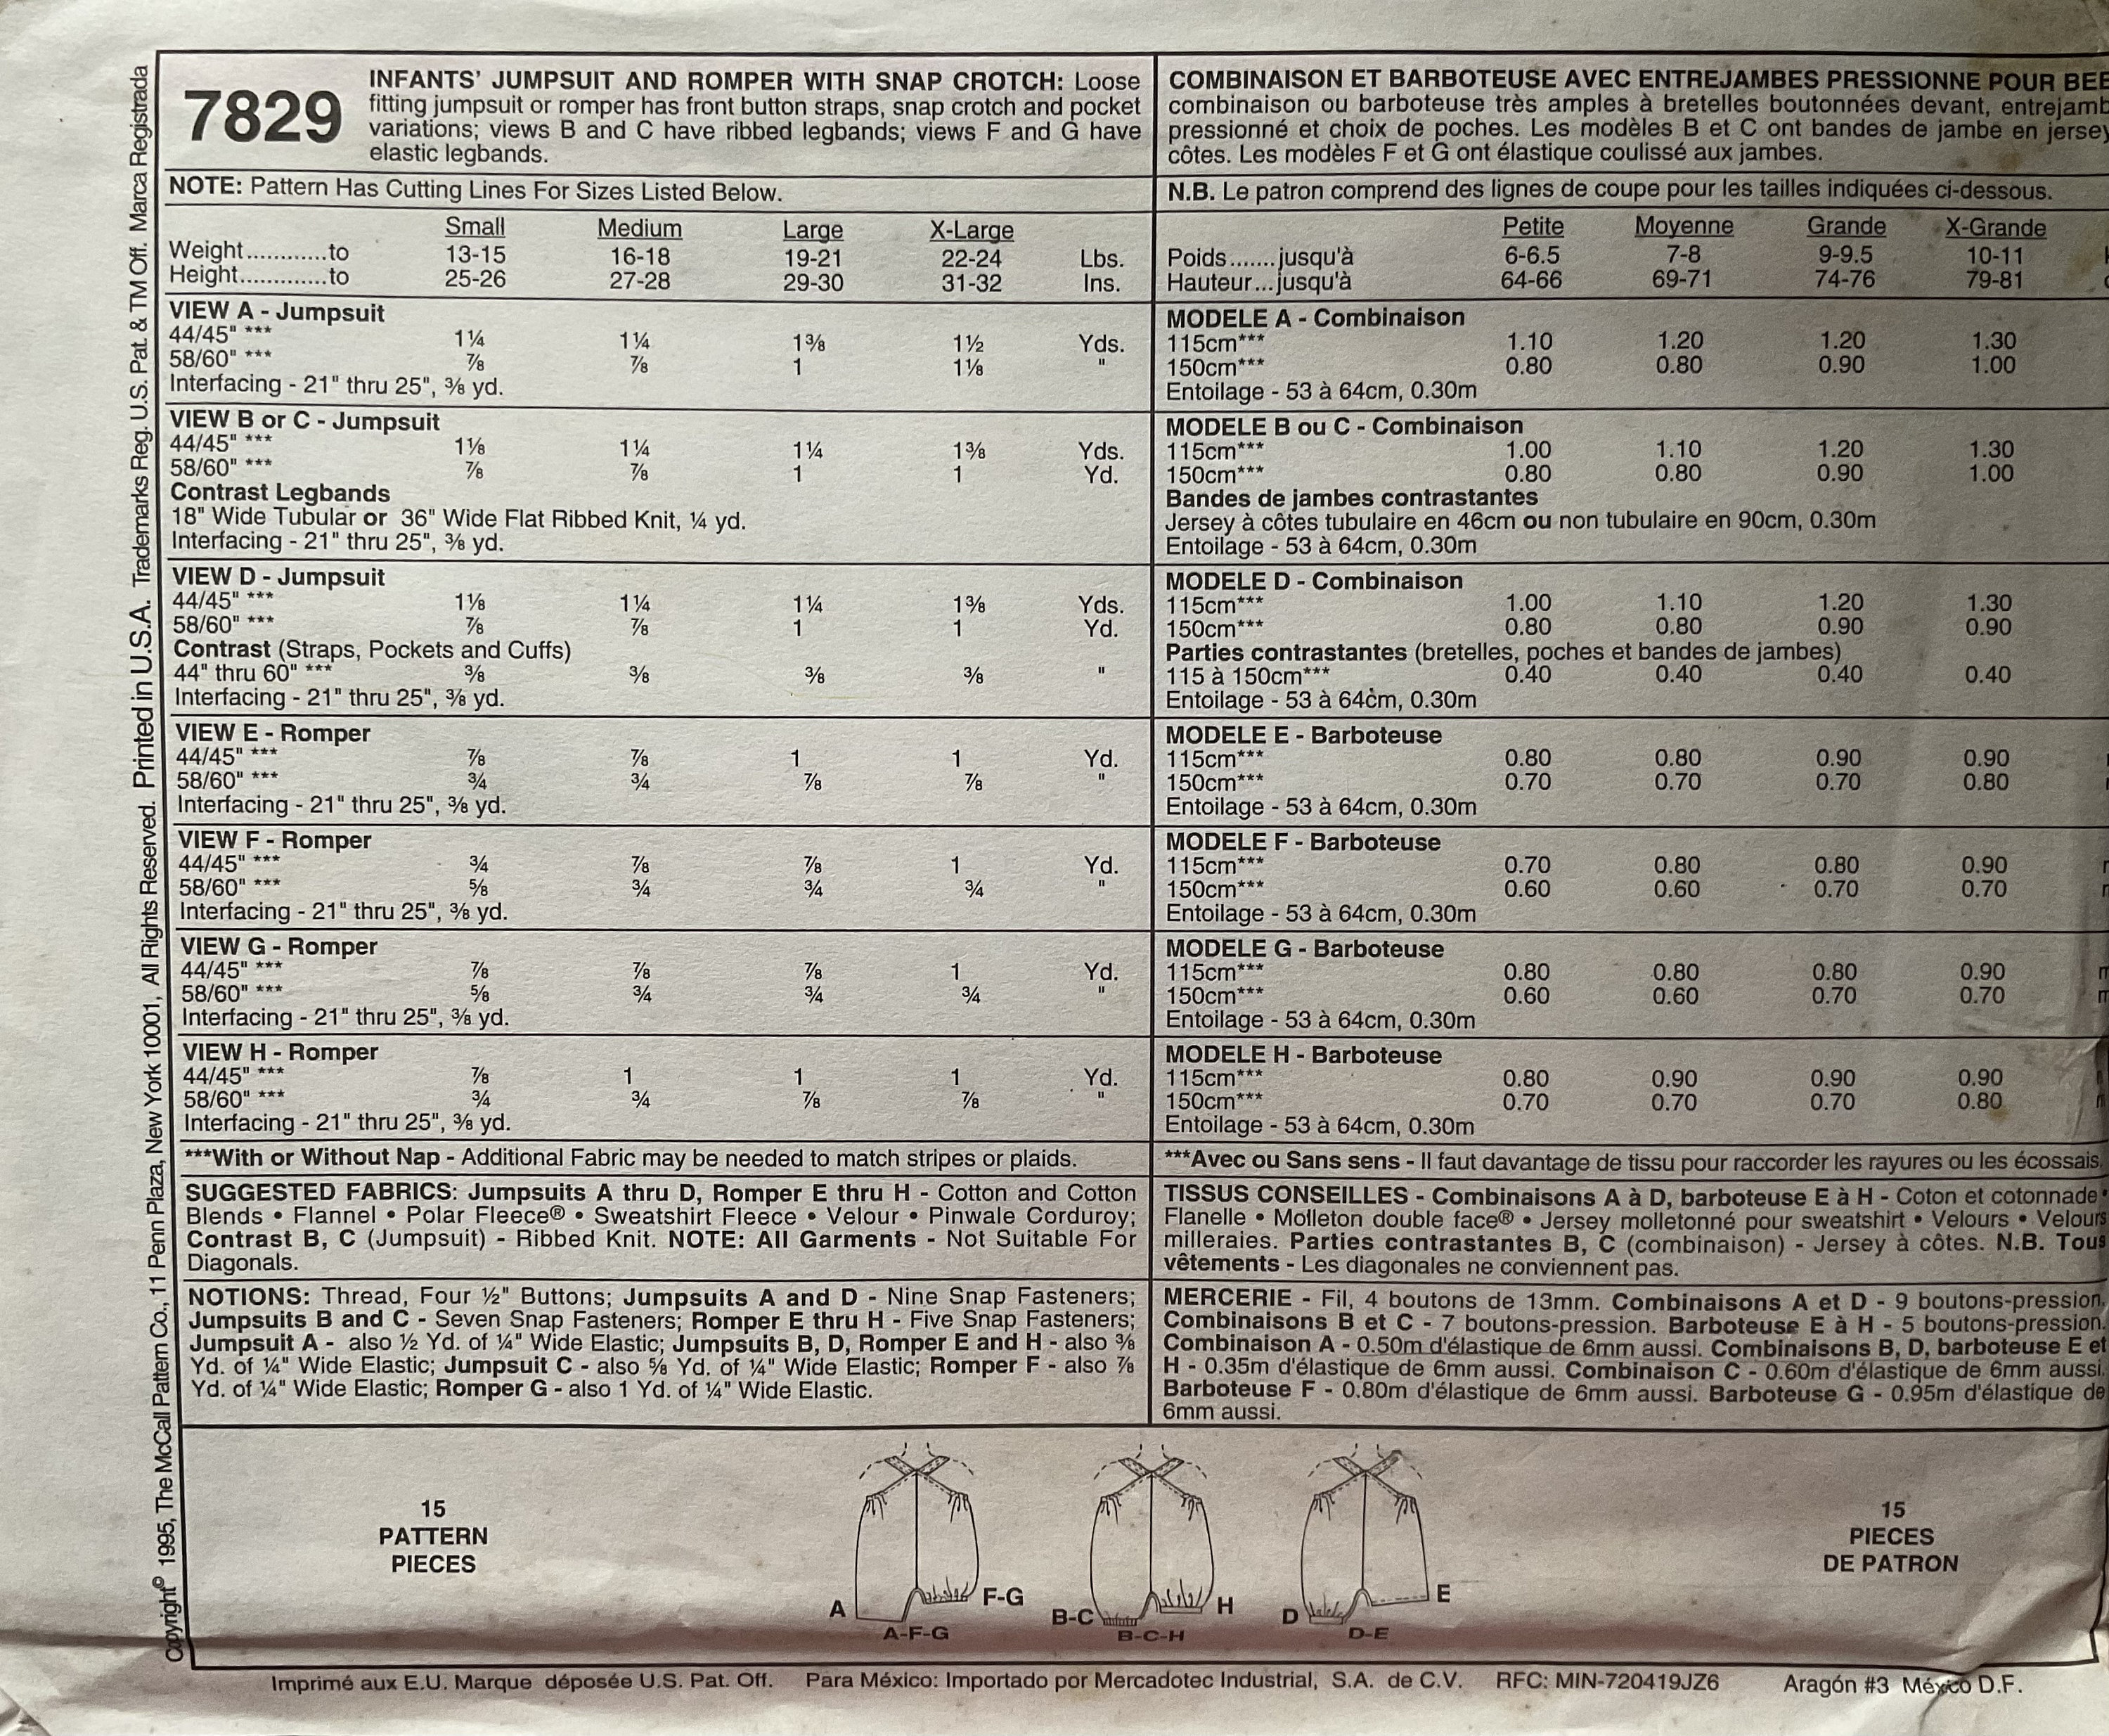 Copyright© 1995, The McCall Pattern Co., 11 Penn Plaza, New York 10001, All Rights Reserved. Printed in U.S.A. Trademarks Reg. U.S. Pat. & TM Off. Marca Registrada
7829
INFANTS' JUMPSUIT AND ROMPER WITH SNAP CROTCH: Loose
fitting jumpsuit or romper has front button straps, snap crotch and pocket
variations; views B and C have ribbed legbands; views F and G have
elastic legbands.
NOTE: Pattern Has Cutting Lines For Sizes Listed Below.
Small Medium Large X-Large
Weight.............to 13-15 16-18 19-21 22-24 Lbs.
Height.............to 25-26 27-28 29-30 31-32 Ins.
VIEW A - Jumpsuit
44/45" *** 1¼ 1¼ 1⅜ 1½ Yds.
58/60" *** ⅞ ⅞ 1 1⅛ "
Interfacing - 21" thru 25", ⅜ yd.
VIEW B or C - Jumpsuit
44/45" *** 1⅛ 1¼ 1¼ 1⅜ Yds.
58/60" *** ⅞ ⅞ 1 1 Yd.
Contrast Legbands
18" Wide Tubular or 36" Wide Flat Ribbed Knit, ¼ yd.
Interfacing - 21" thru 25", ⅜ yd.
VIEW D - Jumpsuit
44/45" *** 1⅛ 1¼ 1¼ 1⅜ Yds.
58/60" *** ⅞ ⅞ 1 1 Yd.
Contrast (Straps, Pockets and Cuffs)
44" thru 60" *** ⅜ ⅜ ⅜ ⅜ "
Interfacing - 21" thru 25", ⅜ yd.
VIEW E - Romper
44/45" *** ⅞ ⅞ 1 1 Yd.
58/60" *** ¾ ¾ ⅞ ⅞ "
Interfacing - 21" thru 25", ⅜ yd.
VIEW F - Romper
44/45" *** ¾ ⅞ ⅞ 1 Yd.
58/60" *** ⅝ ¾ ¾ ¾ "
Interfacing - 21" thru 25", ⅜ yd.
VIEW G - Romper
44/45" *** ⅞ ⅞ ⅞ 1 Yd.
58/60" *** ⅝ ¾ ¾ ¾ "
Interfacing - 21" thru 25", ⅜ yd.
VIEW H - Romper
44/45" *** ⅞ 1 1 1 Yd.
58/60" *** ¾ ¾ ⅞ ⅞ "
Interfacing - 21" thru 25", ⅜ yd.
***With or Without Nap - Additional Fabric may be needed to match stripes or plaids.
SUGGESTED FABRICS: Jumpsuits A thru D, Romper E thru H - Cotton and Cotton
Blends • Flannel • Polar Fleece® • Sweatshirt Fleece • Velour • Pinwale Corduroy;
Contrast B, C (Jumpsuit) - Ribbed Knit. NOTE: All Garments - Not Suitable For
Diagonals.
NOTIONS: Thread, Four ½" Buttons; Jumpsuits A and D - Nine Snap Fasteners;
Jumpsuits B and C - Seven Snap Fasteners; Romper E thru H - Five Snap Fasteners;
Jumpsuit A - also ½ Yd. of ¼" Wide Elastic; Jumpsuits B, D, Romper E and H - also ⅜
Yd. of ¼" Wide Elastic; Jumpsuit C - also ⅝ Yd. of ¼" Wide Elastic; Romper F - also ⅞
Yd. of ¼" Wide Elastic; Romper G - also 1 Yd. of ¼" Wide Elastic.
COMBINAISON ET BARBOTEUSE AVEC ENTREJAMBES PRESSIONNE POUR
combinaison ou barboteuse très amples à bretelles boutonnées devant,
pressionné et choix de poches. Les modèles B et C ont bandes de jambe en jersey
côtes. Les modèles F et G ont élastique coulissé aux jambes.
N.B. Le patron comprend des lignes de coupe pour les tailles indiquées ci-dessous.
Petite Moyenne Grande X-Grande
Poids.......jusqu'à 6-6.5 7-8 9-9.5 10-11
Hauteur...jusqu'à 64-66 69-71 74-76 79-81
MODELE A - Combinaison
115cm*** 1.10 1.20 1.20 1.30
150cm*** 0.80 0.80 0.90 1.00
Entoilage - 53 à 64cm, 0.30m
MODELE B ou C - Combinaison
115cm*** 1.00 1.10 1.20 1.30
150cm*** 0.80 0.80 0.90 1.00
Bandes de jambes contrastantes
Jersey à côtes tubulaire en 46cm ou non tubulaire en 90cm, 0.30m
Entoilage - 53 à 64cm, 0.30m
MODELE D - Combinaison
115cm*** 1.00 1.10 1.20 1.30
150cm*** 0.80 0.80 0.90 0.90
Parties contrastantes (bretelles, poches et bandes de jambes)
115 à 150cm*** 0.40 0.40 0.40 0.40
Entoilage - 53 à 64cm, 0.30m
MODELE E - Barboteuse
115cm*** 0.80 0.80 0.90 0.90
150cm*** 0.70 0.70 0.70 0.80
Entoilage - 53 à 64cm, 0.30m
MODELE F - Barboteuse
115cm*** 0.70 0.80 0.80 0.90
150cm*** 0.60 0.60 0.70 0.70
Entoilage - 53 à 64cm, 0.30m
MODELE G - Barboteuse
115cm*** 0.80 0.80 0.80 0.90
150cm*** 0.60 0.60 0.70 0.70
Entoilage - 53 à 64cm, 0.30m
MODELE H - Barboteuse
115cm*** 0.80 0.90 0.90 0.90
150cm*** 0.70 0.70 0.70 0.80
Entoilage - 53 à 64cm, 0.30m
***Avec ou Sans sens - Il faut davantage de tissu pour raccorder les rayures ou les écossais.
TISSUS CONSEILLES - Combinaisons A à D, barboteuse E à H - Coton et cotonnade •
Flanelle • Molleton double face® • Jersey molletonné pour sweatshirt • Velours • Velours
milleraies. Parties contrastantes B, C (combinaison) - Jersey à côtes. N.B. Tous
vêtements - Les diagonales ne conviennent pas.
MERCERIE - Fil, 4 boutons de 13mm. Combinaisons A et D - 9 boutons-pression.
Combinaisons B et C - 7 boutons-pression. Barboteuse E à H - 5 boutons-pression.
Combinaison A - 0.50m d'élastique de 6mm aussi. Combinaisons B, D, barboteuse E et
H - 0.35m d'élastique de 6mm aussi. Combinaison C - 0.60m d'élastique de 6mm aussi.
Barboteuse F - 0.80m d'élastique de 6mm aussi. Barboteuse G - 0.95m d'élastique de
6mm aussi.
15
PATTERN
PIECES
A F-G
A-F-G
B-C H
B-C-H
D E
D-E
15
PIECES
DE PATRON
Imprimé aux E.U. Marque déposée U.S. Pat. Off. Para México: Importado por Mercadotec Industrial, S.A. de C.V. RFC: MIN-720419JZ6 Aragón #3 México D.F.